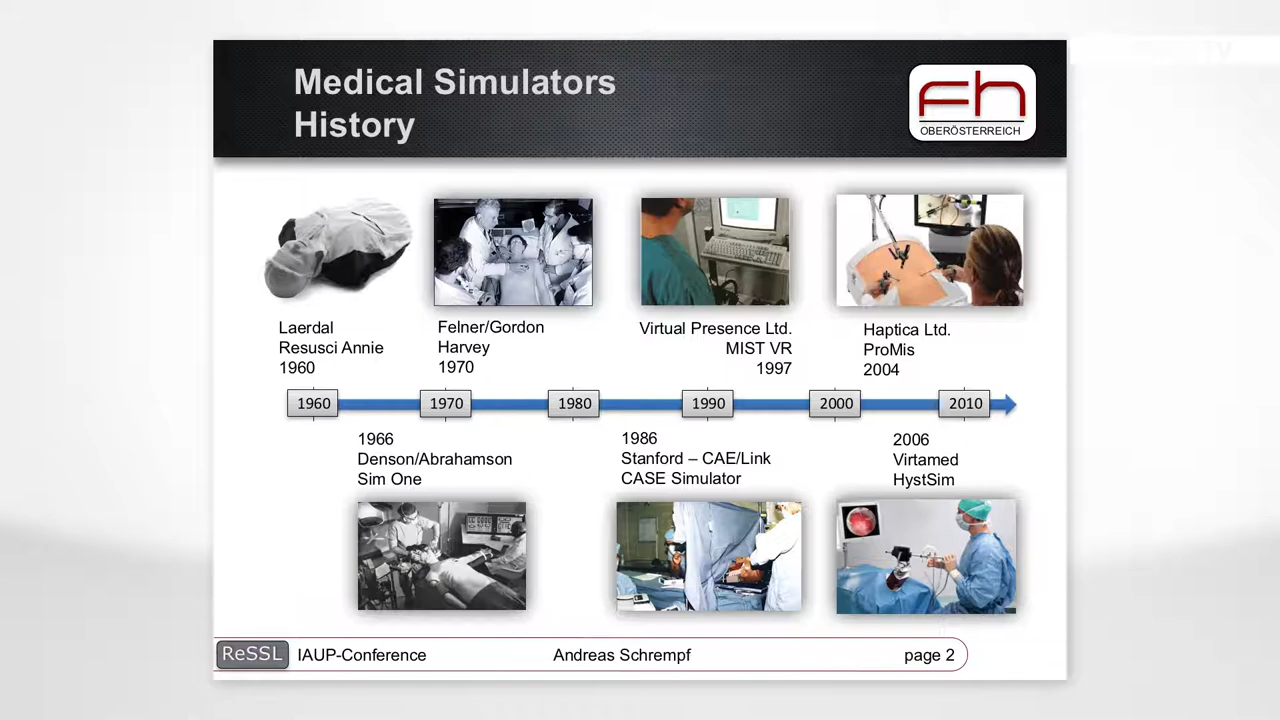 Medical Simulators
History
fh
OBERÖSTERREICH
Laerdal
Resusci Annie
1960
Felner/Gordon
Harvey
1970
Virtual Presence Ltd.
MIST VR
1997
Haptica Ltd.
ProMis
2004
1960
1970
1980
1990
2000
2010
1966
Denson/Abrahamson
Sim One
1986
Stanford – CAE/Link
CASE Simulator
2006
Virtamed
HystSim
ReSSL
IAUP-Conference
Andreas Schrempf
page 2